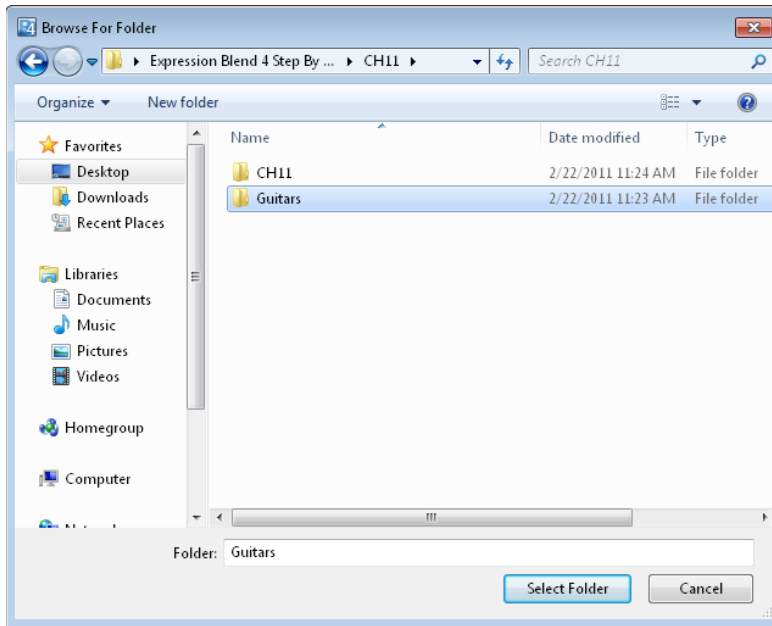 Browse For Folder
Expression Blend 4 Step By ... CH11
Search CH11
Organize New folder
Name Date modified Type
Favorites
Desktop
Downloads
Recent Places
Libraries
Documents
Music
Pictures
Videos
Homegroup
Computer
CH11 2/22/2011 11:24 AM File folder
Guitars 2/22/2011 11:23 AM File folder
Folder: Guitars
Select Folder Cancel